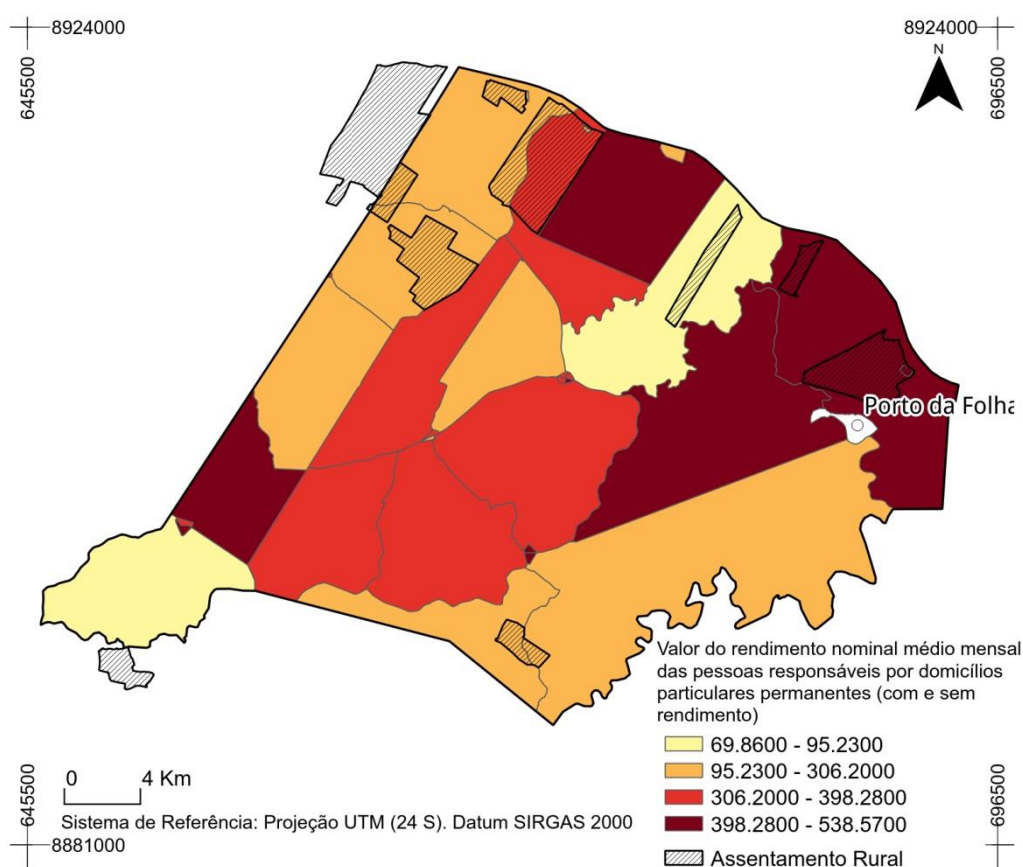 8924000
8924000
645500
696500
N
Porto da Folha
Valor do rendimento nominal médio mensal
das pessoas responsáveis por domicílios
particulares permanentes (com e sem
rendimento)
69.8600 - 95.2300
95.2300 - 306.2000
306.2000 - 398.2800
398.2800 - 538.5700
Assentamento Rural
0 4 Km
Sistema de Referência: Projeção UTM (24 S). Datum SIRGAS 2000
645500
696500
8881000